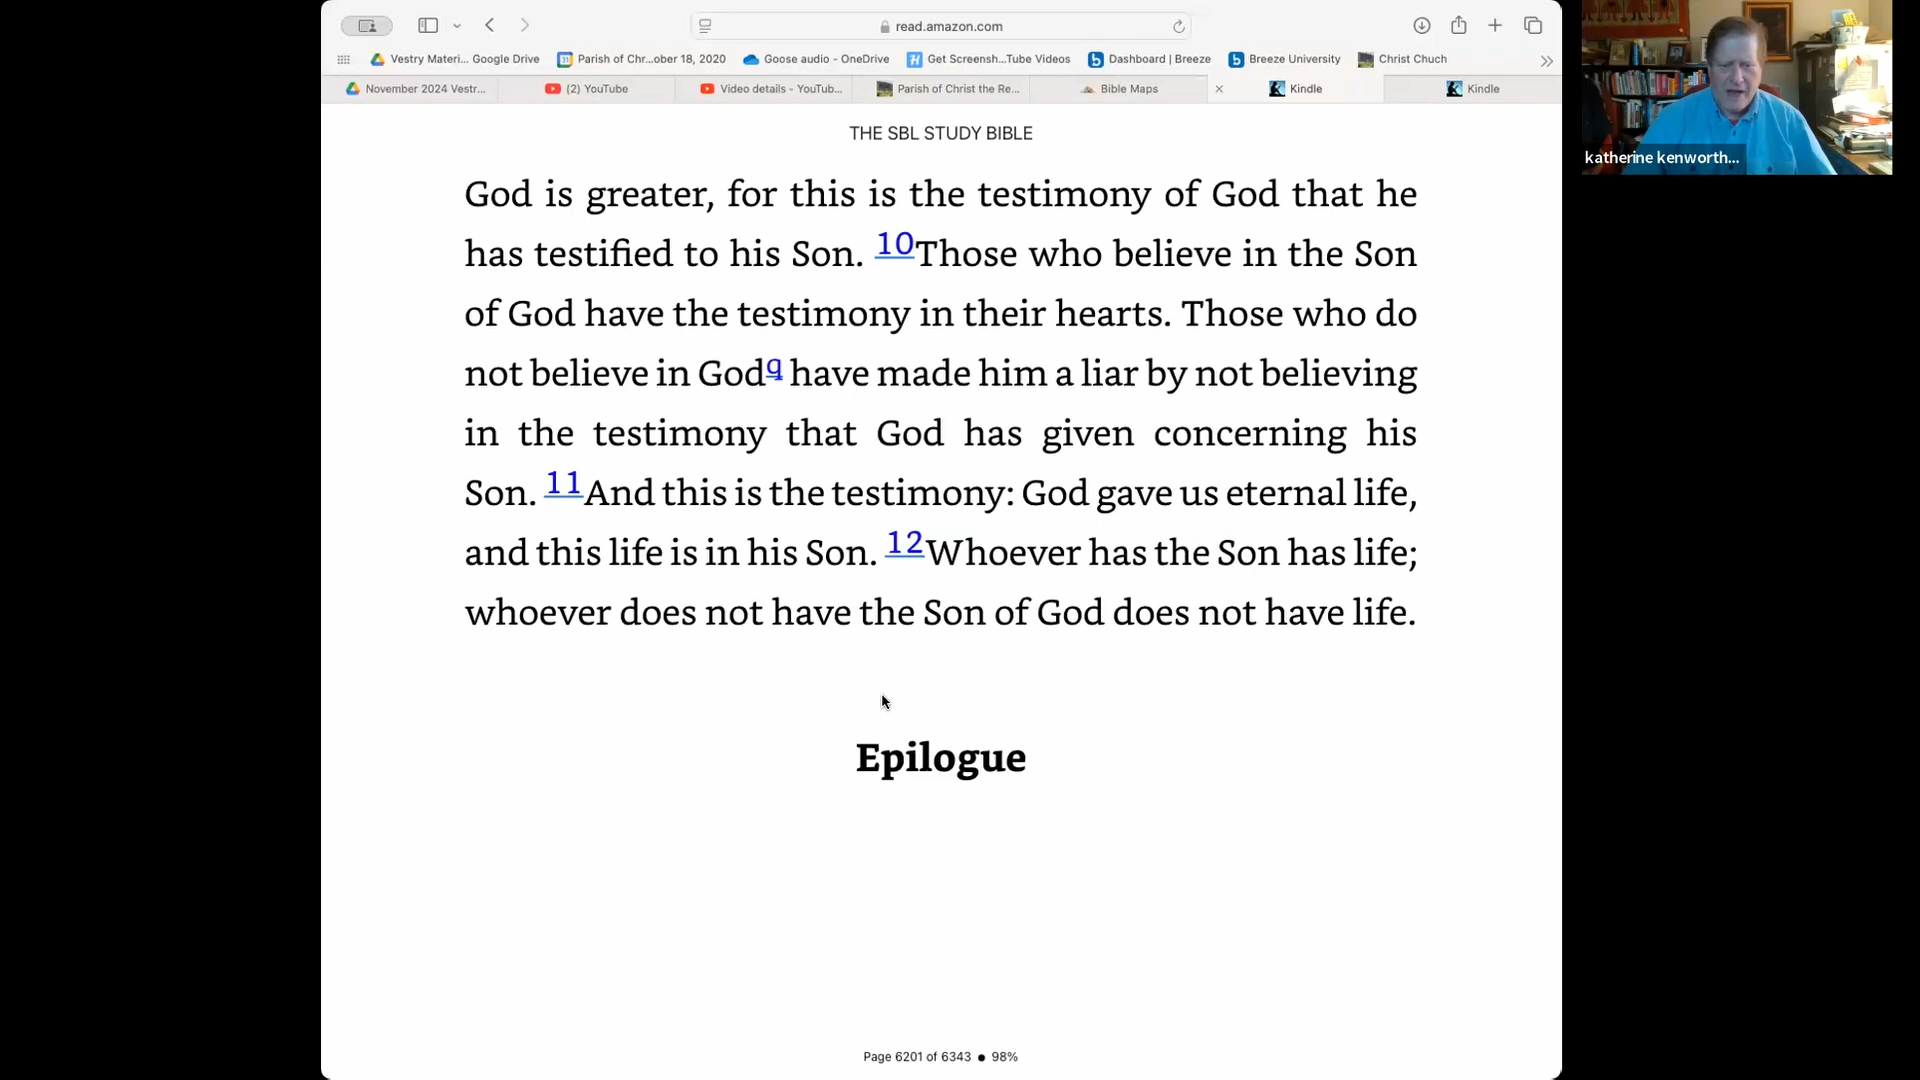 read.amazon.com
Vestry Materi... Google Drive
Parish of Chr...ober 18, 2020
Goose audio - OneDrive
Get Screensh...Tube Videos
Dashboard | Breeze
Breeze University
Christ Chuch
November 2024 Vestr...
(2) YouTube
Video details - YouTub...
Parish of Christ the Re...
Bible Maps
Kindle
Kindle
katherine kenworth...
THE SBL STUDY BIBLE
God is greater, for this is the testimony of God that he
has testified to his Son. 10Those who believe in the Son
of God have the testimony in their hearts. Those who do
not believe in Godq have made him a liar by not believing
in the testimony that God has given concerning his
Son. 11And this is the testimony: God gave us eternal life,
and this life is in his Son. 12Whoever has the Son has life;
whoever does not have the Son of God does not have life.
Epilogue
Page 6201 of 6343 ● 98%